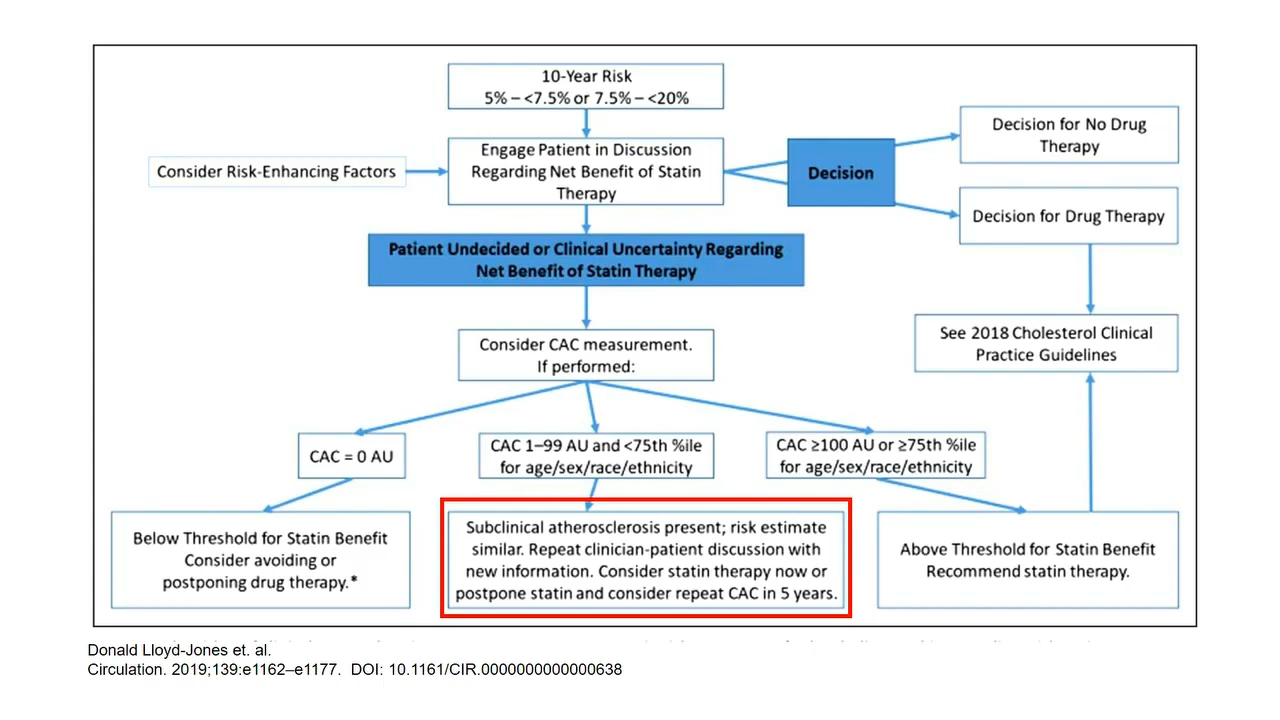 10-Year Risk
5% – <7.5% or 7.5% – <20%
Consider Risk-Enhancing Factors
Engage Patient in Discussion
Regarding Net Benefit of Statin
Therapy
Decision
Decision for No Drug
Therapy
Decision for Drug Therapy
Patient Undecided or Clinical Uncertainty Regarding
Net Benefit of Statin Therapy
See 2018 Cholesterol Clinical
Practice Guidelines
Consider CAC measurement.
If performed:
CAC = 0 AU
CAC 1–99 AU and <75th %ile
for age/sex/race/ethnicity
CAC ≥100 AU or ≥75th %ile
for age/sex/race/ethnicity
Below Threshold for Statin Benefit
Consider avoiding or
postponing drug therapy.*
Subclinical atherosclerosis present; risk estimate
similar. Repeat clinician-patient discussion with
new information. Consider statin therapy now or
postpone statin and consider repeat CAC in 5 years.
Above Threshold for Statin Benefit
Recommend statin therapy.
Donald Lloyd-Jones et. al.
Circulation. 2019;139:e1162–e1177. DOI: 10.1161/CIR.0000000000000638